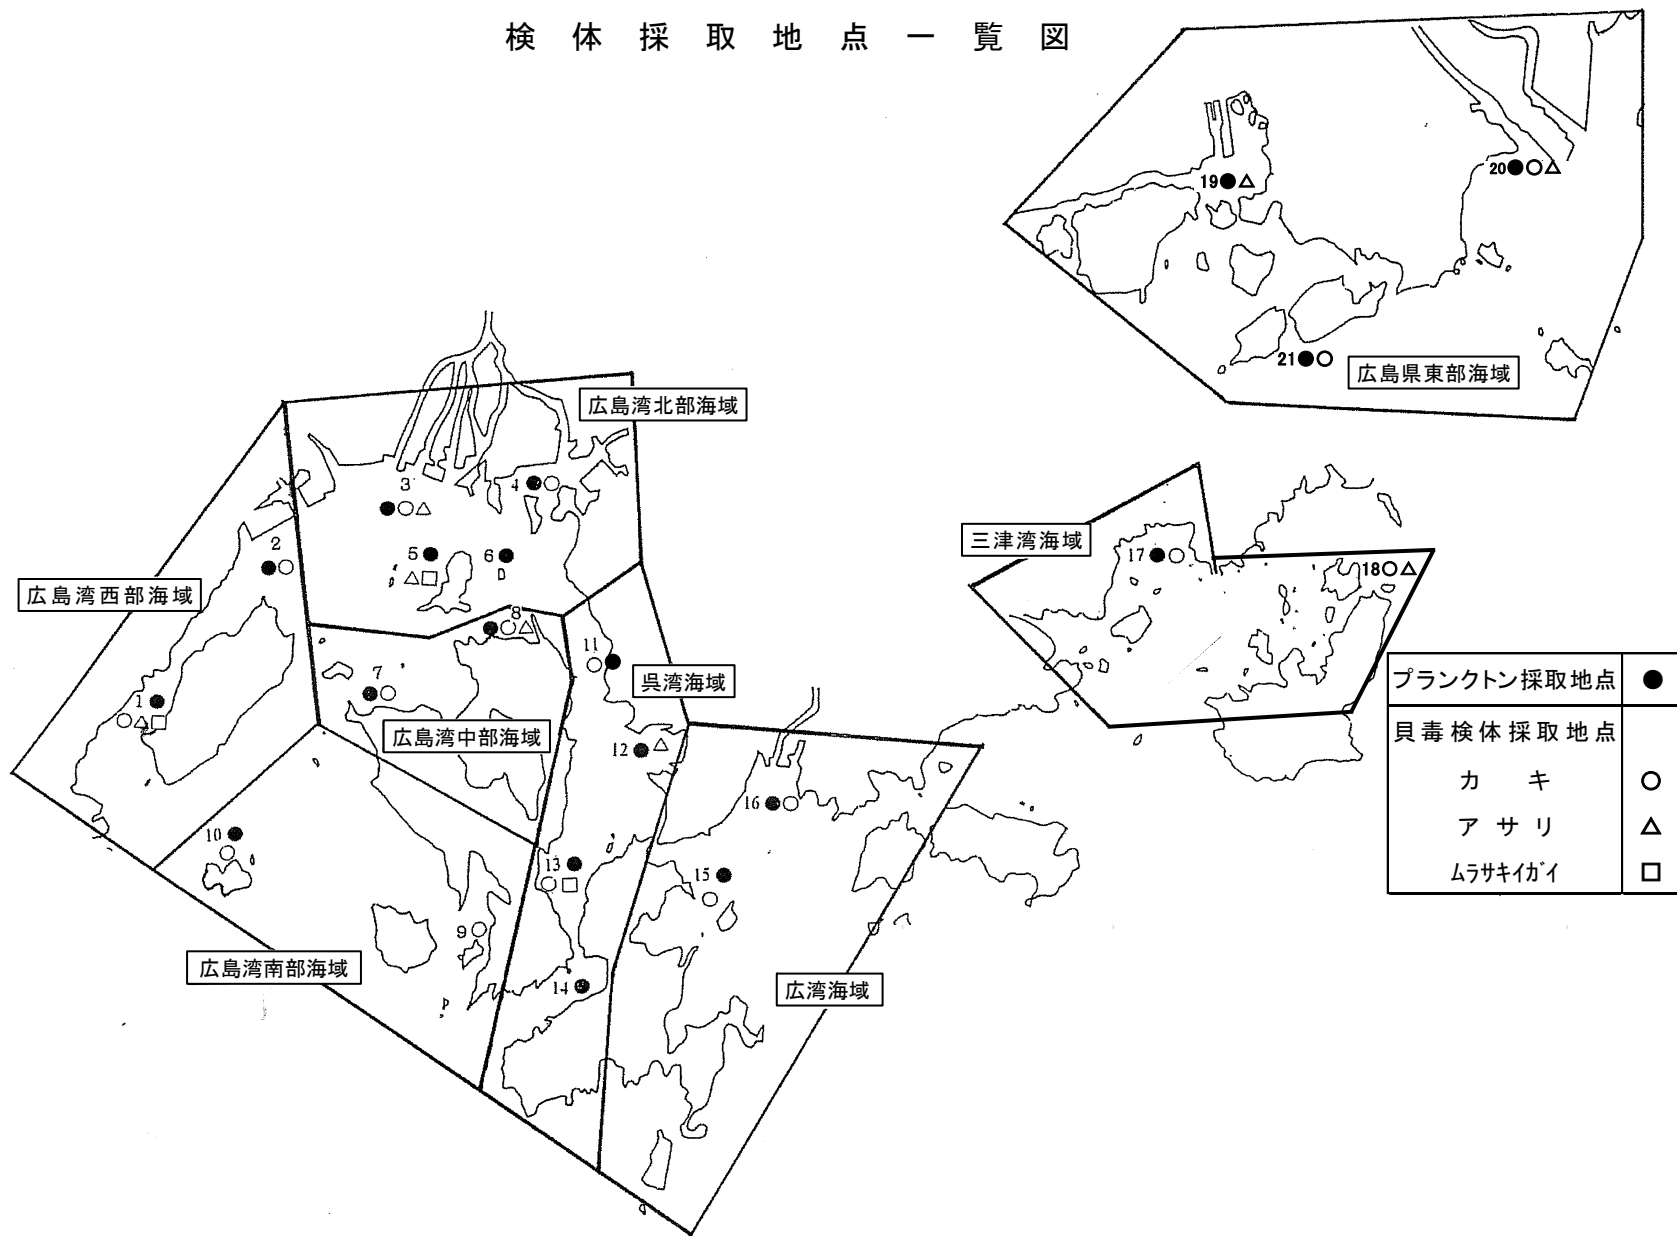 検体採取地点一覧図
19●△
20●○△
21●○
広島県東部海域
広島湾北部海域
3
●○△
4●○
5●
△□
6●
2
●○
広島湾西部海域
三津湾海域
17●○
18○△
8
●○△
11
○●
呉湾海域
7
●○
1
●
○△□
広島湾中部海域
12●△
16●○
10●
○
13●
○□
15●
○
9○
広島湾南部海域
14●
広湾海域
プランクトン採取地点 ●
貝毒検体採取地点
カキ ○
アサリ △
ムラサキイガイ □